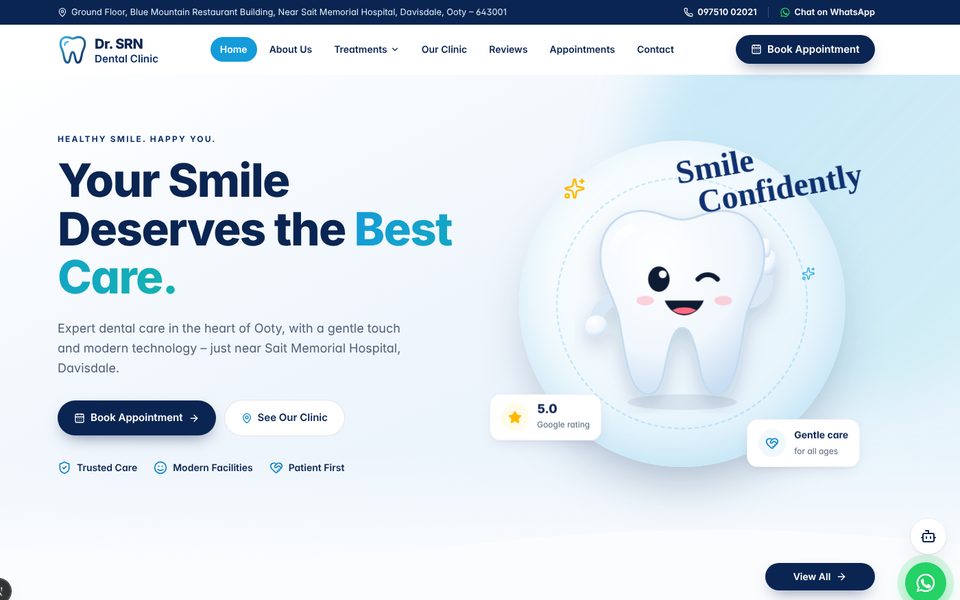 Ground Floor, Blue Mountain Restaurant Building, Near Sait Memorial Hospital, Davisdale, Ooty – 643001
097510 02021
Chat on WhatsApp
Dr. SRN
Dental Clinic
Home
About Us
Treatments
Our Clinic
Reviews
Appointments
Contact
Book Appointment
HEALTHY SMILE. HAPPY YOU.
Your Smile
Deserves the Best
Care.
Expert dental care in the heart of Ooty, with a gentle touch
and modern technology – just near Sait Memorial Hospital,
Davisdale.
Book Appointment
See Our Clinic
Trusted Care
Modern Facilities
Patient First
Smile
Confidently
5.0
Google rating
Gentle care
for all ages
View All